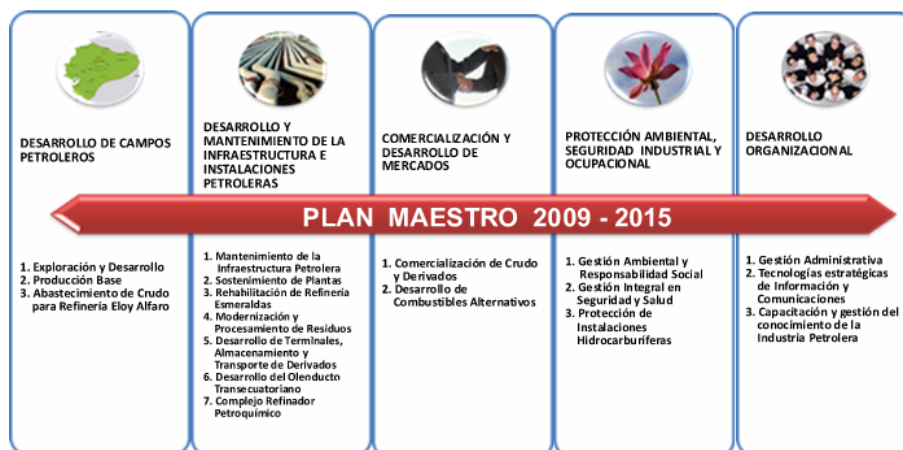 DESARROLLO DE CAMPOS
PETROLEROS
DESARROLLO Y
MANTENIMIENTO DE LA
INFRAESTRUCTURA E
INSTALACIONES
PETROLERAS
COMERCIALIZACIÓN Y
DESARROLLO DE
MERCADOS
PROTECCIÓN AMBIENTAL,
SEGURIDAD INDUSTRIAL Y
OCUPACIONAL
DESARROLLO
ORGANIZACIONAL
PLAN MAESTRO 2009 - 2015
1. Exploración y Desarrollo
2. Producción Base
3. Abastecimiento de Crudo
para Refinería Eloy Alfaro
1. Mantenimiento de la
Infraestructura Petrolera
2. Sostenimiento de Plantas
3. Rehabilitación de Refinería
Esmeraldas
4. Modernización y
Procesamiento de Residuos
5. Desarrollo de Terminales,
Almacenamiento y
Transporte de Derivados
6. Desarrollo del Olenducto
Transecuatoriano
7. Complejo Refinador
Petroquímico
1. Comercialización de Crudo
y Derivados
2. Desarrollo de
Combustibles Alternativos
1. Gestión Ambiental y
Responsabilidad Social
2. Gestión Integral en
Seguridad y Salud
3. Protección de
Instalaciones
Hidrocarburíferas
1. Gestión Administrativa
2. Tecnologías estratégicas
de Información y
Comunicaciones
3. Capacitación y gestión del
conocimiento de la
Industria Petrolera